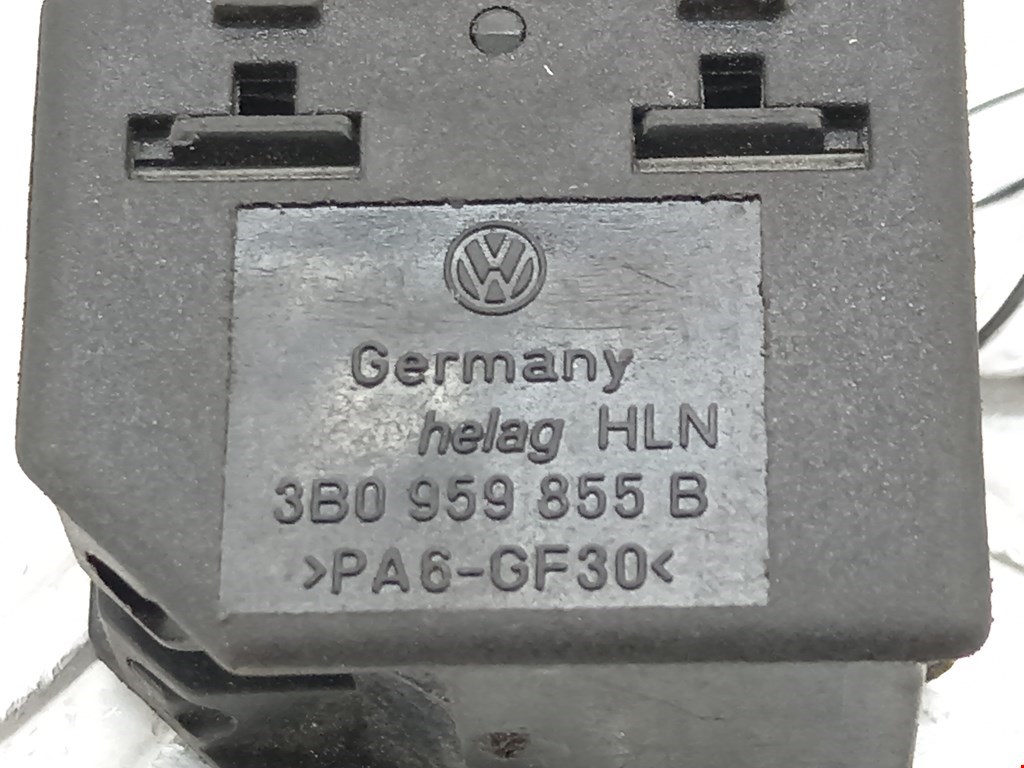 Germany
helag HLN
3B0 959 855 B
>PA6-GF30<